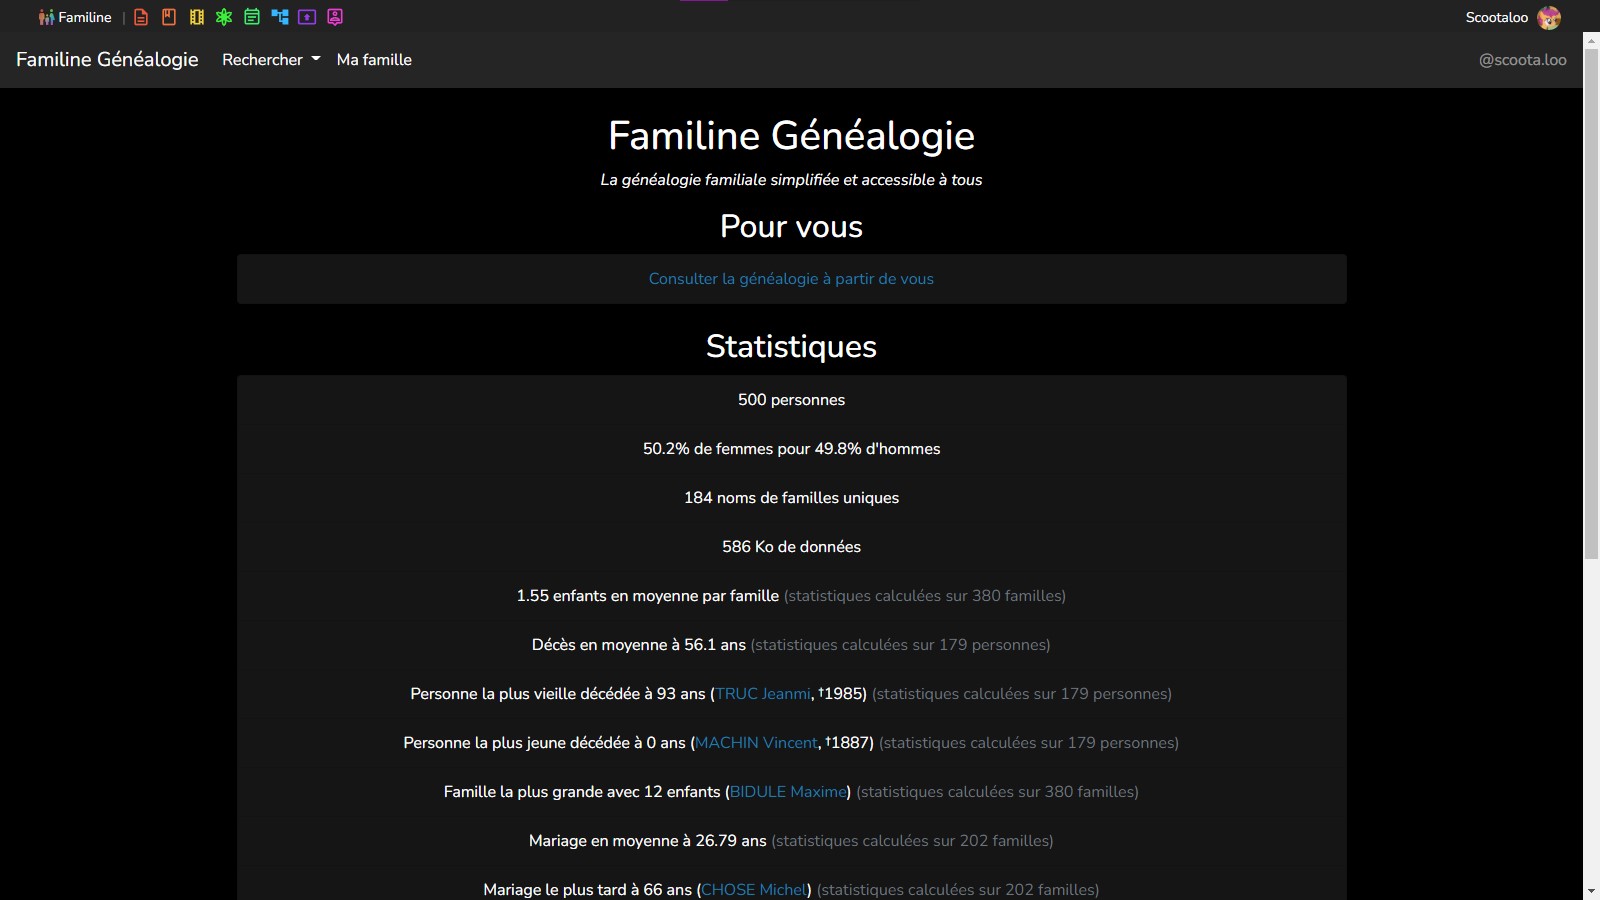 Familine | Scootaloo
Familine Généalogie Rechercher Ma famille @scoota.loo
Familine Généalogie
La généalogie familiale simplifiée et accessible à tous
Pour vous
Consulter la généalogie à partir de vous
Statistiques
500 personnes
50.2% de femmes pour 49.8% d'hommes
184 noms de familles uniques
586 Ko de données
1.55 enfants en moyenne par famille (statistiques calculées sur 380 familles)
Décès en moyenne à 56.1 ans (statistiques calculées sur 179 personnes)
Personne la plus vieille décédée à 93 ans (TRUC Jeanmi, †1985) (statistiques calculées sur 179 personnes)
Personne la plus jeune décédée à 0 ans (MACHIN Vincent, †1887) (statistiques calculées sur 179 personnes)
Famille la plus grande avec 12 enfants (BIDULE Maxime) (statistiques calculées sur 380 familles)
Mariage en moyenne à 26.79 ans (statistiques calculées sur 202 familles)
Mariage le plus tard à 66 ans (CHOSE Michel) (statistiques calculées sur 202 familles)